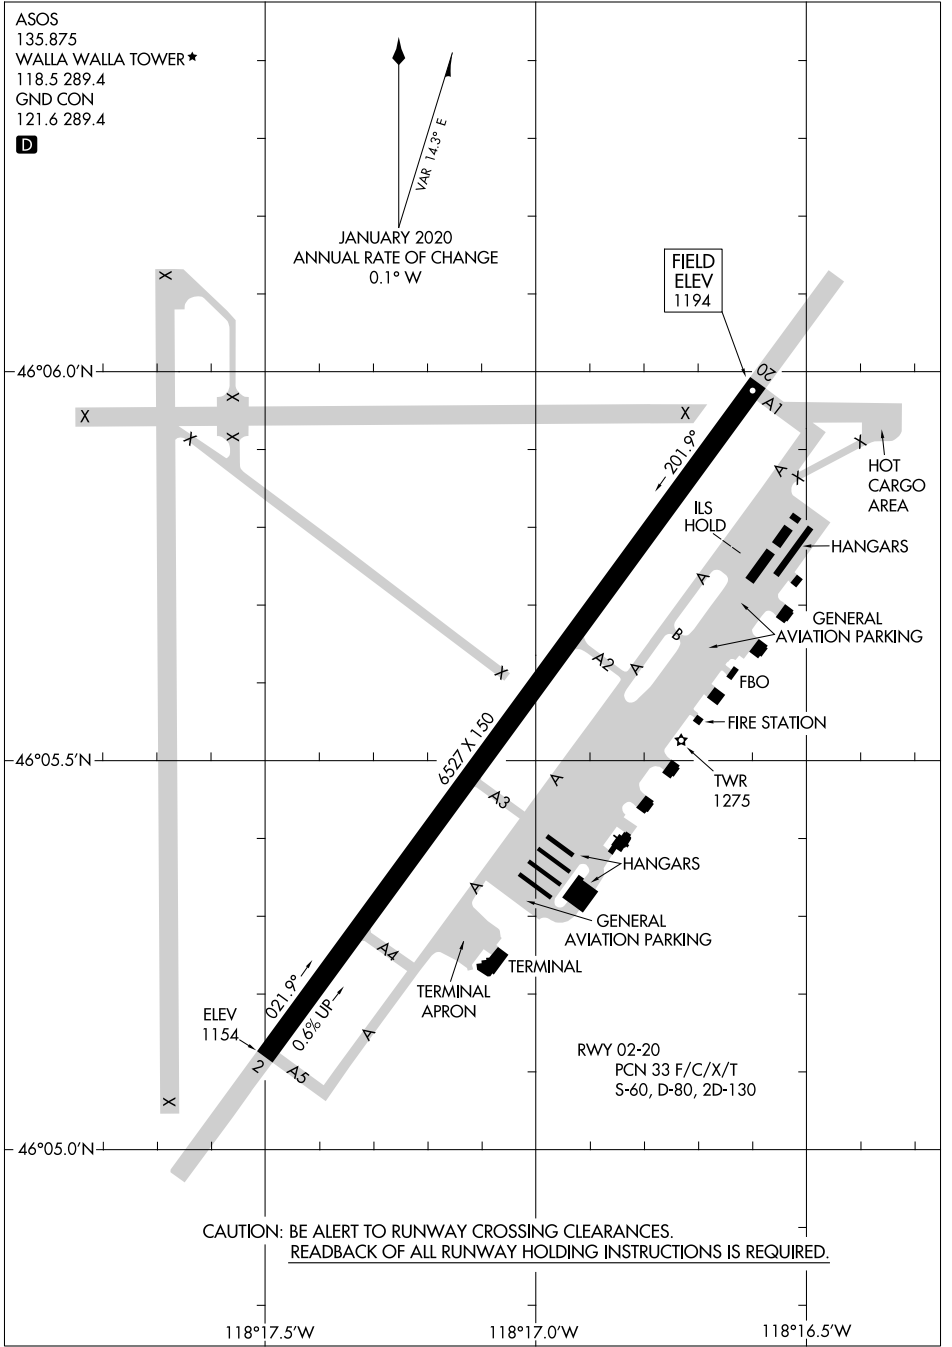 ASOS
135.875
WALLA WALLA TOWER★
118.5 289.4
GND CON
121.6 289.4
D
VAR 14.3° E
JANUARY 2020
ANNUAL RATE OF CHANGE
0.1° W
FIELD
ELEV
1194
X
46°06.0'N
20
X
X
X
A1
X
X
X
201.9°
A
X
X
HOT
CARGO
AREA
ILS
HOLD
HANGARS
A
GENERAL
AVIATION PARKING
B
A2
A
X
FBO
FIRE STATION
6527 X 150
46°05.5'N
A
TWR
1275
A3
HANGARS
A
GENERAL
AVIATION PARKING
A4
TERMINAL
TERMINAL
APRON
021.9°
ELEV
1154
0.6% UP
A
2
A5
RWY 02-20
PCN 33 F/C/X/T
S-60, D-80, 2D-130
X
46°05.0'N
CAUTION: BE ALERT TO RUNWAY CROSSING CLEARANCES.
READBACK OF ALL RUNWAY HOLDING INSTRUCTIONS IS REQUIRED.
118°17.5'W
118°17.0'W
118°16.5'W